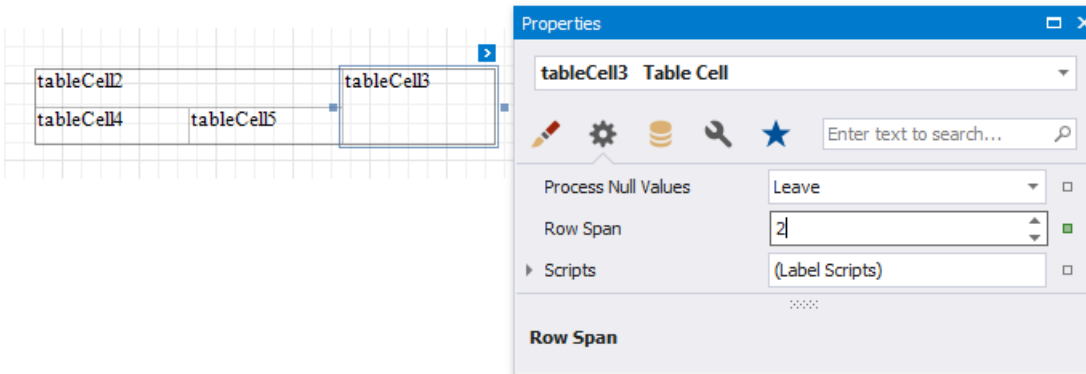 tableCell2 tableCell3
tableCell4 tableCell5
Properties
tableCell3 Table Cell
Enter text to search...
Process Null Values Leave
Row Span 2
Scripts (Label Scripts)
Row Span